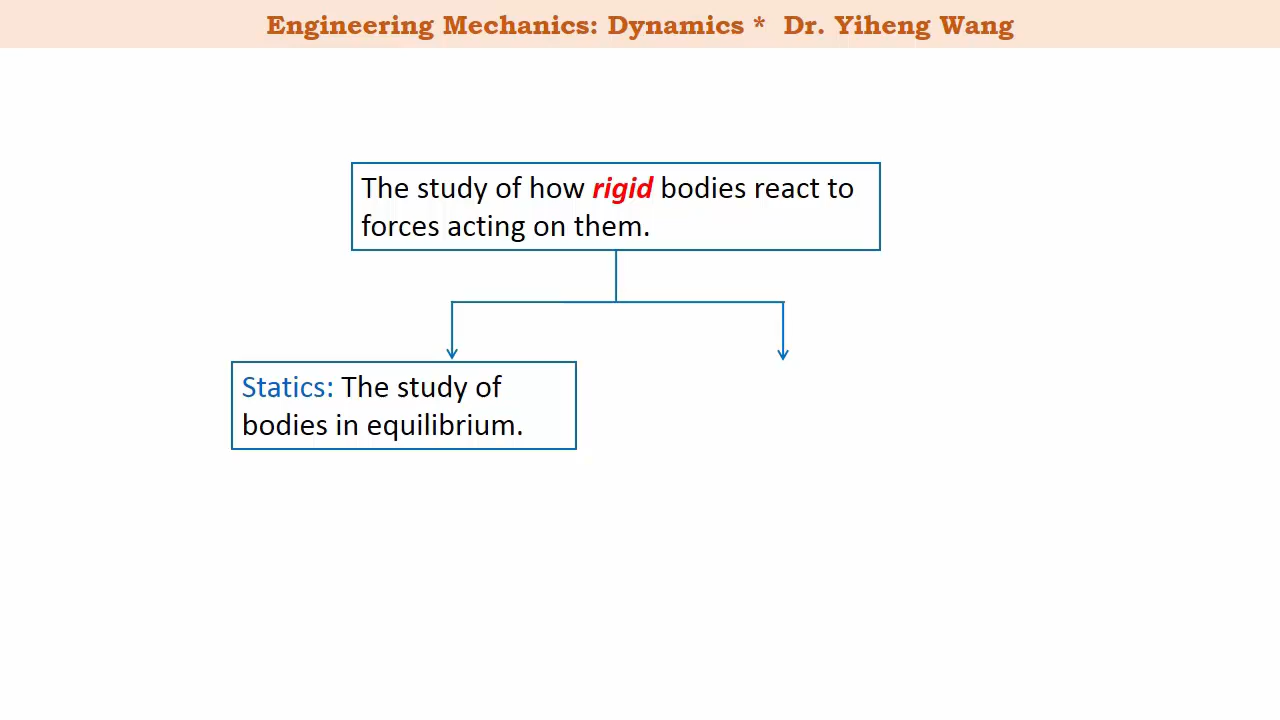 Engineering Mechanics: Dynamics * Dr. Yiheng Wang
The study of how rigid bodies react to
forces acting on them.
Statics: The study of
bodies in equilibrium.